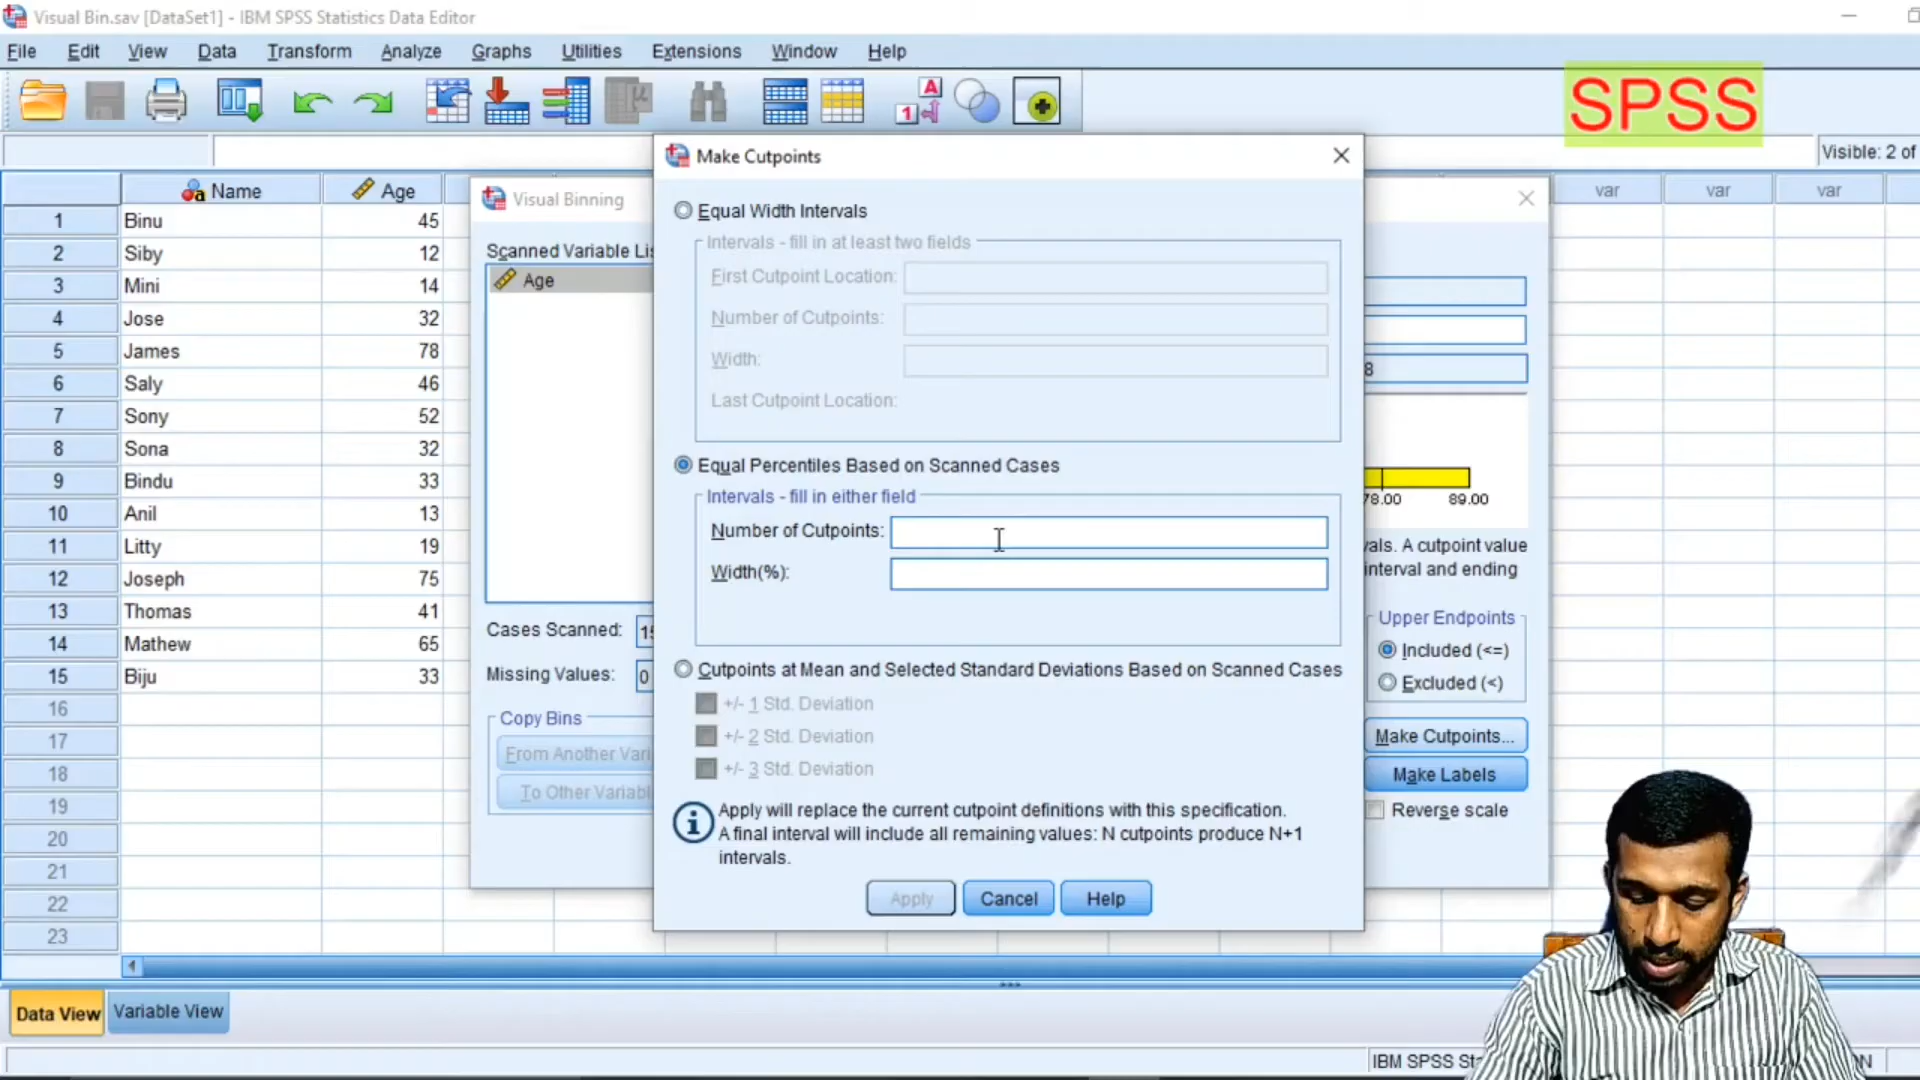 Visual Bin.sav [DataSet1] - IBM SPSS Statistics Data Editor
File Edit View Data Transform Analyze Graphs Utilities Extensions Window Help
SPSS
Visible: 2 of
Name Age var var var
1 Binu 45
2 Siby 12
3 Mini 14
4 Jose 32
5 James 78
6 Saly 46
7 Sony 52
8 Sona 32
9 Bindu 33
10 Anil 13
11 Litty 19
12 Joseph 75
13 Thomas 41
14 Mathew 65
15 Biju 33
16
17
18
19
20
21
22
23
Visual Binning
Scanned Variable Lis
Age
Cases Scanned: 15
Missing Values: 0
Copy Bins
From Another Vari
To Other Variabl
Make Cutpoints
Equal Width Intervals
Intervals - fill in at least two fields
First Cutpoint Location:
Number of Cutpoints:
Width:
Last Cutpoint Location:
Equal Percentiles Based on Scanned Cases
Intervals - fill in either field
Number of Cutpoints:
Width(%):
Cutpoints at Mean and Selected Standard Deviations Based on Scanned Cases
+/- 1 Std. Deviation
+/- 2 Std. Deviation
+/- 3 Std. Deviation
Apply will replace the current cutpoint definitions with this specification.
A final interval will include all remaining values: N cutpoints produce N+1
intervals.
Apply Cancel Help
8
78.00 89.00
vals. A cutpoint value
interval and ending
Upper Endpoints
Included (<=)
Excluded (<)
Make Cutpoints...
Make Labels
Reverse scale
Data View Variable View
IBM SPSS Sta
N